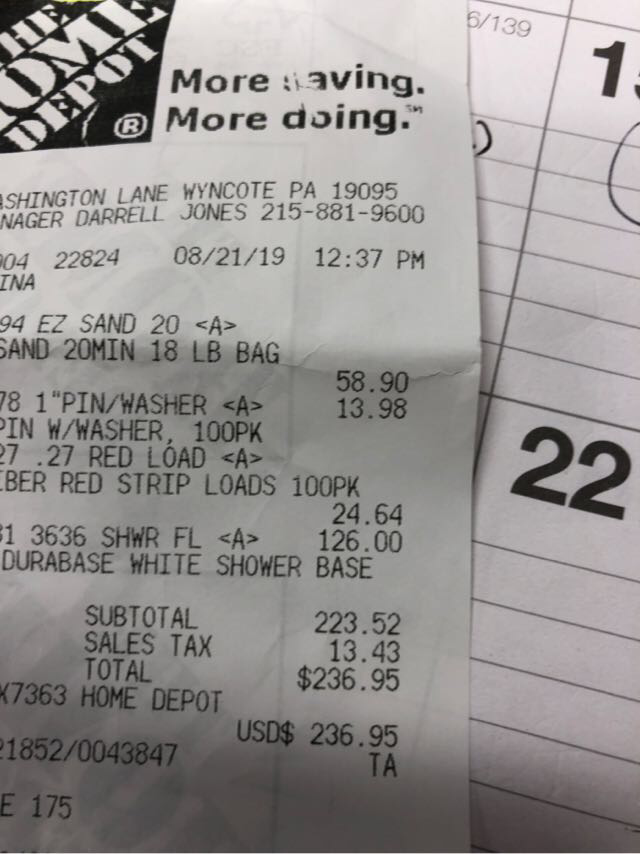 THE
HOME
DEPOT
®
More saving.
More doing.℠
ASHINGTON LANE WYNCOTE PA 19095
NAGER DARRELL JONES 215-881-9600
004 22824 08/21/19 12:37 PM
INA
94 EZ SAND 20 <A>
SAND 20MIN 18 LB BAG
58.90
78 1"PIN/WASHER <A> 13.98
PIN W/WASHER, 100PK
27 .27 RED LOAD <A>
IBER RED STRIP LOADS 100PK
24.64
31 3636 SHWR FL <A> 126.00
DURABASE WHITE SHOWER BASE
SUBTOTAL 223.52
SALES TAX 13.43
TOTAL $236.95
X7363 HOME DEPOT
USD$ 236.95
21852/0043847 TA
E 175
6/139
22